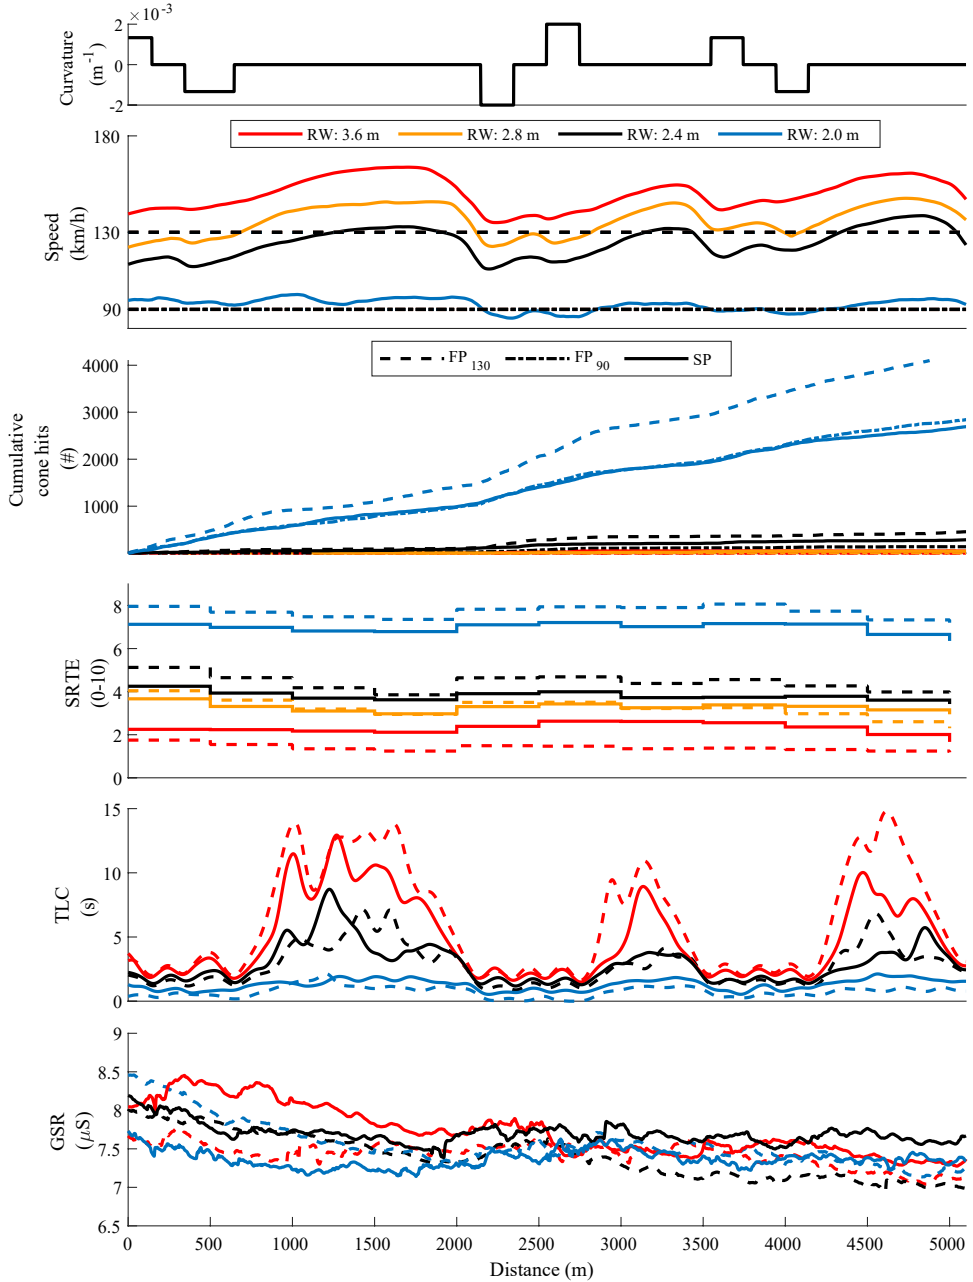 ×10⁻³
2
0
-2
Curvature
(m⁻¹)
RW: 3.6 m RW: 2.8 m RW: 2.4 m RW: 2.0 m
180
130
90
Speed
(km/h)
FP 130 FP 90 SP
4000
3000
2000
1000
Cumulative
cone hits
(#)
8
6
4
2
0
SRTE
(0-10)
15
10
5
0
TLC
(s)
9
8.5
8
7.5
7
6.5
GSR
(μS)
0 500 1000 1500 2000 2500 3000 3500 4000 4500 5000
Distance (m)